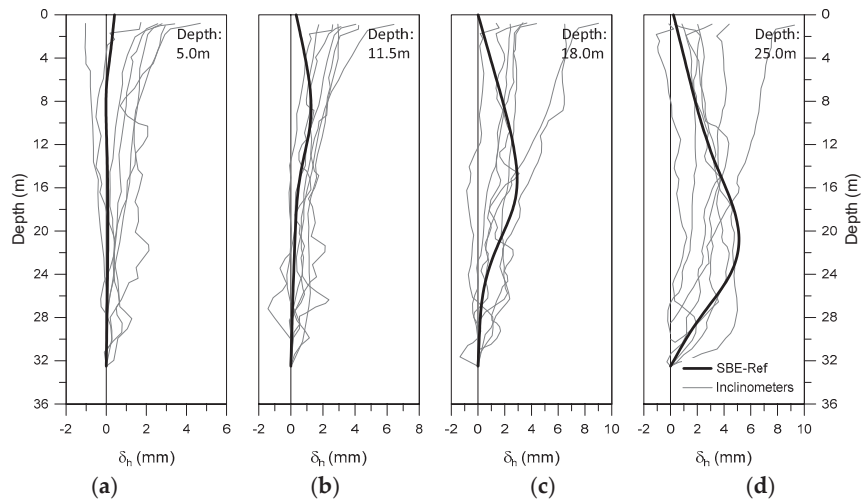 0
4
8
12
16
20
24
28
32
36
Depth (m)
Depth:
5.0m
-2 0 2 4 6
δh (mm)
(a)
Depth:
11.5m
-2 0 2 4 6 8
δh (mm)
(b)
Depth:
18.0m
-2 0 2 4 6 8 10
δh (mm)
(c)
Depth:
25.0m
SBE-Ref
Inclinometers
-2 0 2 4 6 8 10
δh (mm)
(d)
0
4
8
12
16
20
24
28
32
36
Depth (m)